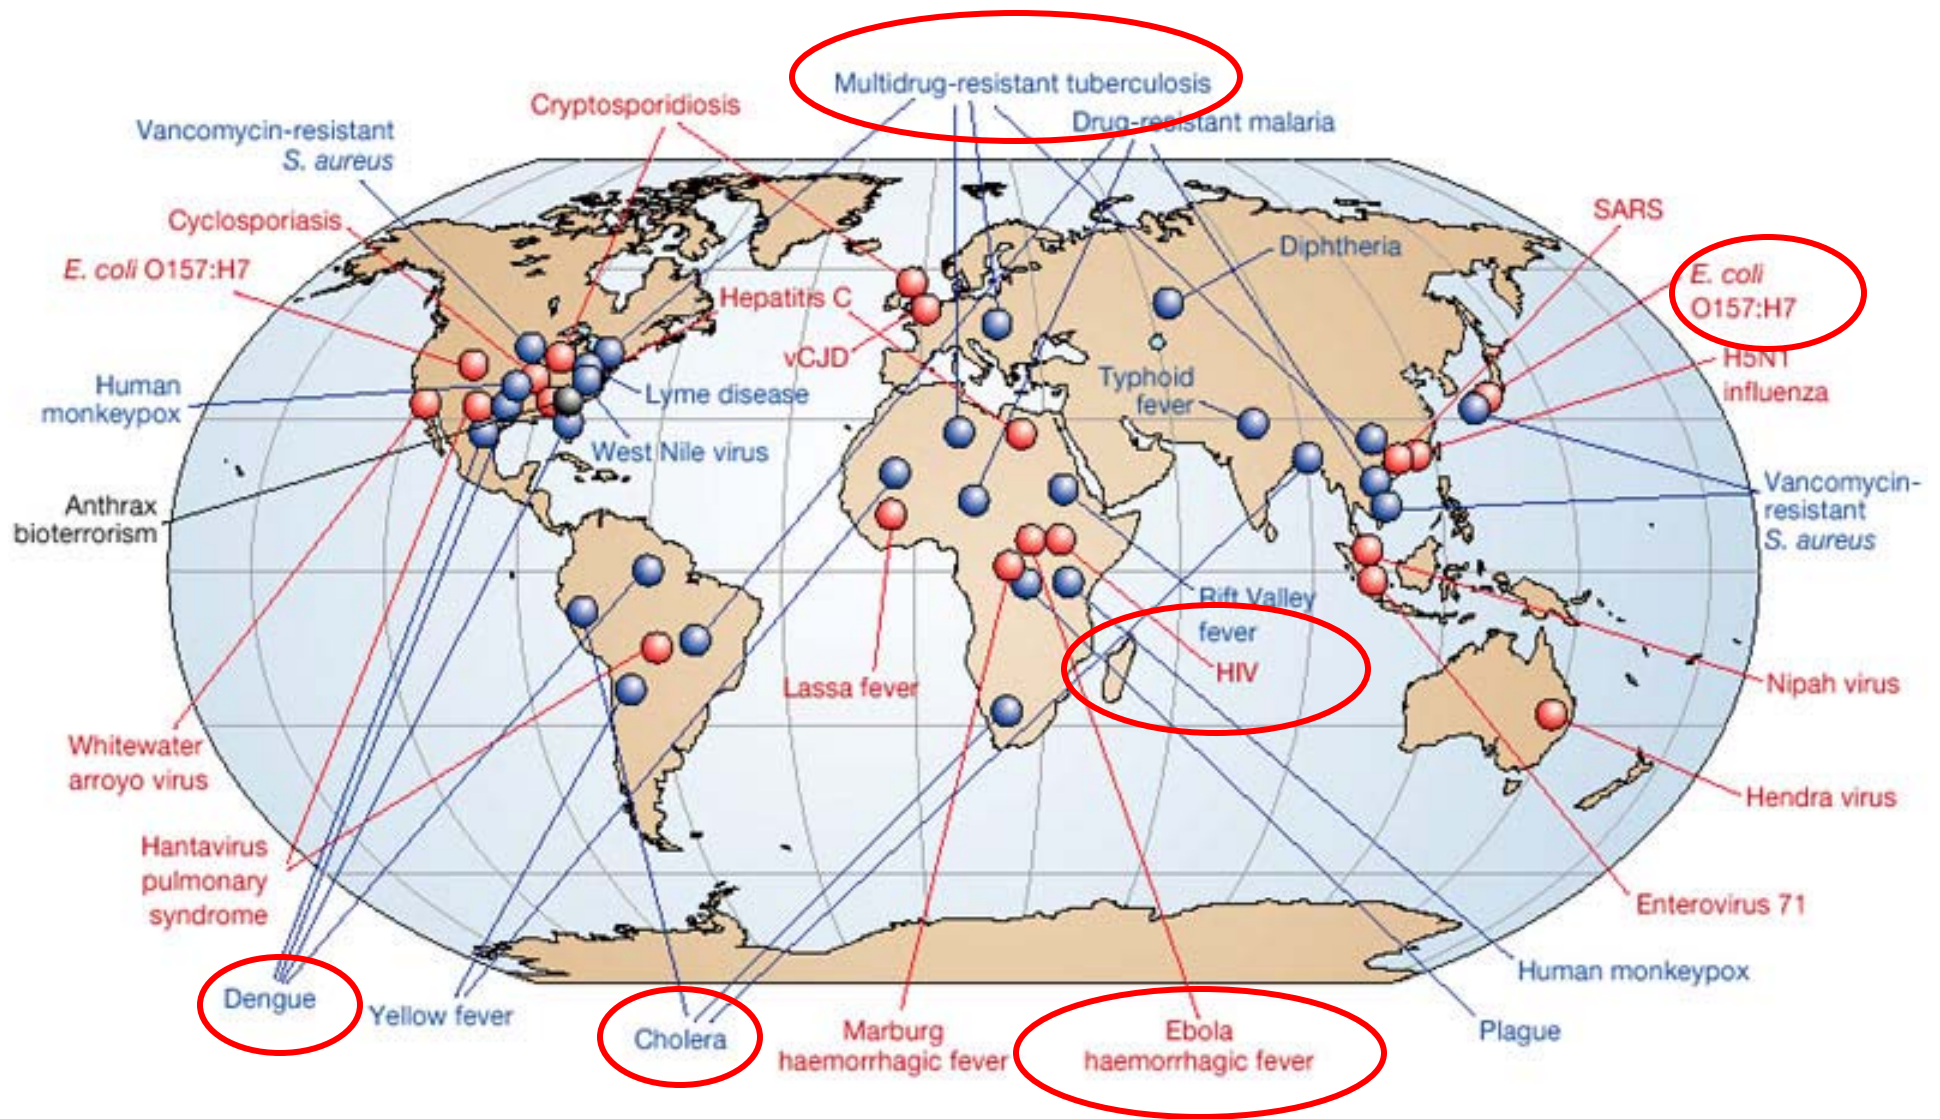 Multidrug-resistant tuberculosis
Cryptosporidiosis
Drug-resistant malaria
Vancomycin-resistant
S. aureus
Cyclosporiasis
SARS
E. coli O157:H7
Diphtheria
E. coli
O157:H7
Hepatitis C
vCJD
H5N1
influenza
Human
monkeypox
Lyme disease
Typhoid
fever
West Nile virus
Anthrax
bioterrorism
Vancomycin-
resistant
S. aureus
Rift Valley
fever
HIV
Lassa fever
Nipah virus
Whitewater
arroyo virus
Hendra virus
Hantavirus
pulmonary
syndrome
Enterovirus 71
Human monkeypox
Dengue
Yellow fever
Cholera
Marburg
haemorrhagic fever
Ebola
haemorrhagic fever
Plague